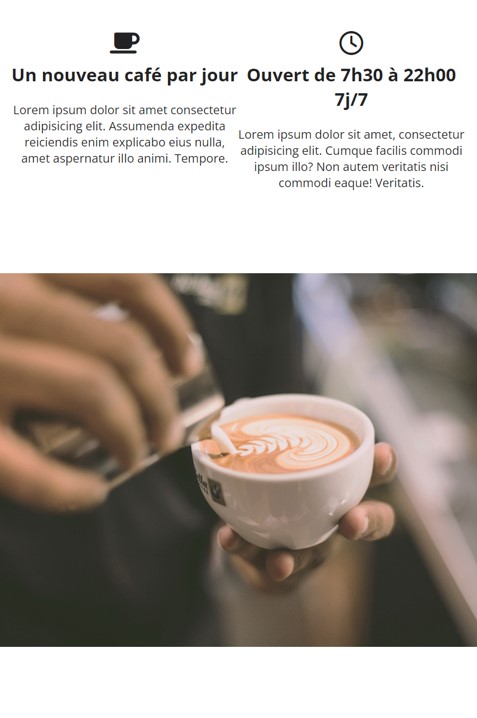 Un nouveau café par jour
Lorem ipsum dolor sit amet consectetur
adipisicing elit. Assumenda expedita
reiciendis enim explicabo eius nulla,
amet aspernatur illo animi. Tempore.
Ouvert de 7h30 à 22h00
7j/7
Lorem ipsum dolor sit amet, consectetur
adipisicing elit. Cumque facilis commodi
ipsum illo? Non autem veritatis nisi
commodi eaque! Veritatis.